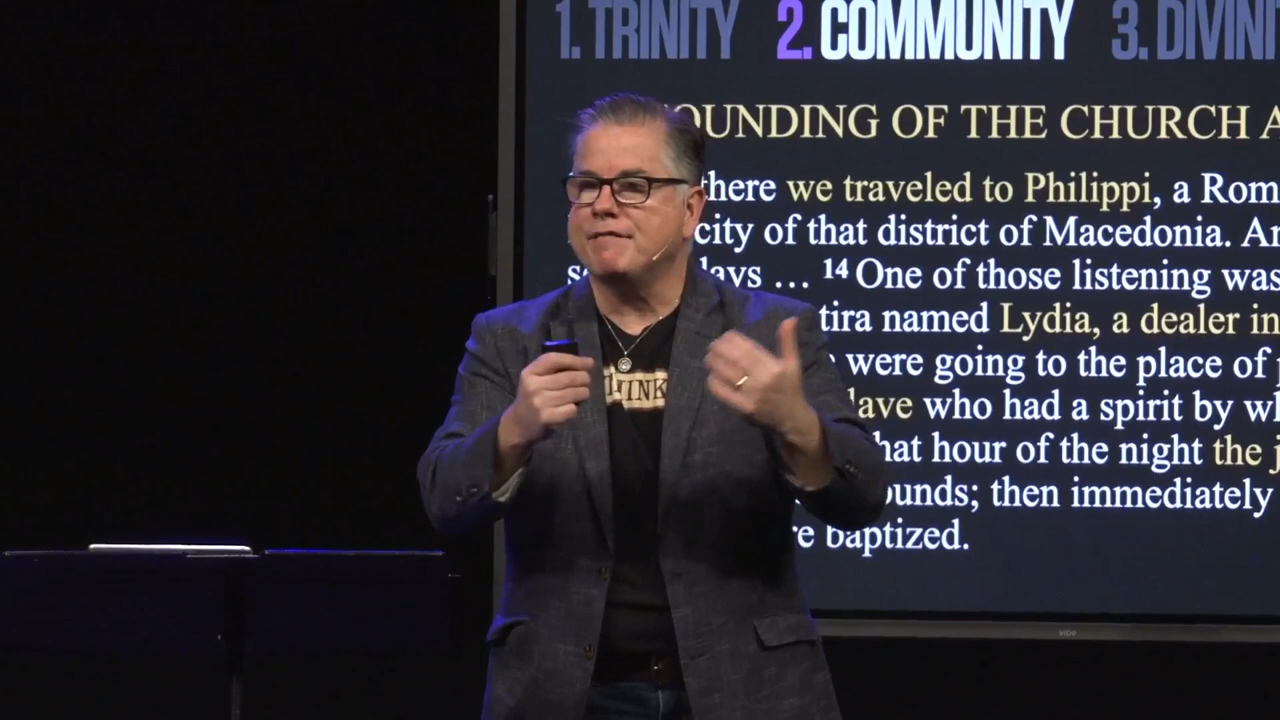 1. TRINITY 2. COMMUNITY 3. DIVINI
OUNDING OF THE CHURCH A
there we traveled to Philippi, a Rom
city of that district of Macedonia. Ar
days … ¹⁴ One of those listening was
tira named Lydia, a dealer in
were going to the place of
lave who had a spirit by wh
hat hour of the night the j
ounds; then immediately
re baptized.
THINK